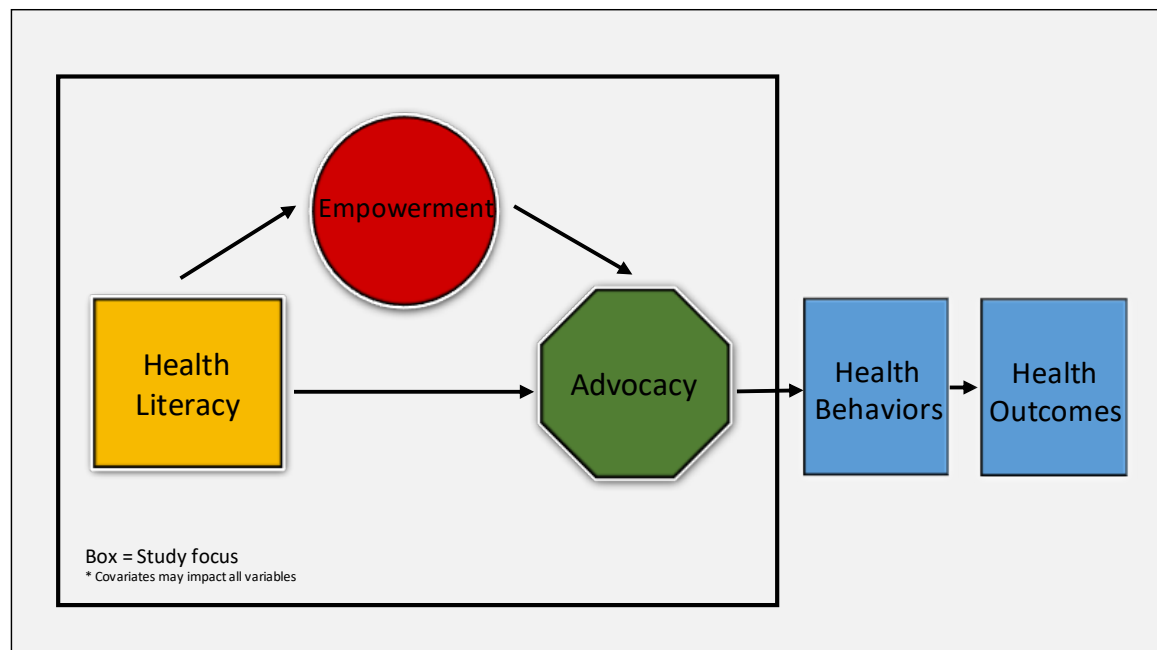 Empowerment
Health
Literacy
Advocacy
Health
Behaviors
Health
Outcomes
Box = Study focus
* Covariates may impact all variables